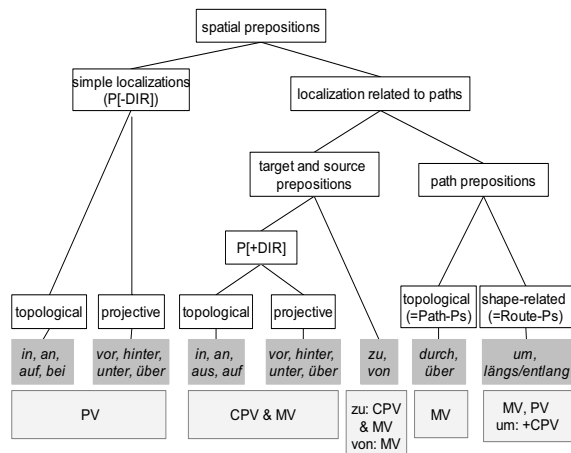 spatial prepositions
simple localizations
(P[-DIR])
localization related to paths
target and source
prepositions
path prepositions
P[+DIR]
topological
projective
topological
projective
topological
(=Path-Ps)
shape-related
(=Route-Ps)
in, an,
auf, bei
vor, hinter,
unter, über
in, an,
aus, auf
vor, hinter,
unter, über
zu,
von
durch,
über
um,
längs/entlang
PV
CPV & MV
zu: CPV
& MV
von: MV
MV
MV, PV
um: +CPV